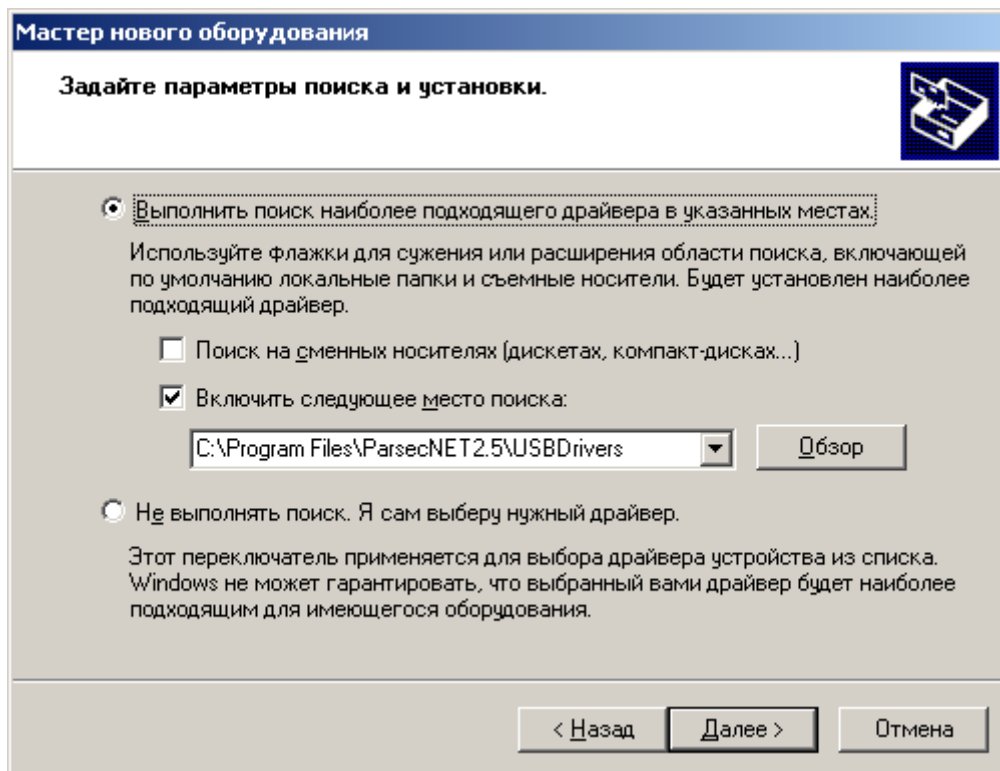 Мастер нового оборудования
Задайте параметры поиска и установки.
Выполнить поиск наиболее подходящего драйвера в указанных местах.
Используйте флажки для сужения или расширения области поиска, включающей
по умолчанию локальные папки и съемные носители. Будет установлен наиболее
подходящий драйвер.
Поиск на сменных носителях (дискетах, компакт-дисках...)
Включить следующее место поиска:
C:\Program Files\ParsecNET2.5\USBDrivers
Обзор
Не выполнять поиск. Я сам выберу нужный драйвер.
Этот переключатель применяется для выбора драйвера устройства из списка.
Windows не может гарантировать, что выбранный вами драйвер будет наиболее
подходящим для имеющегося оборудования.
< Назад
Далее >
Отмена